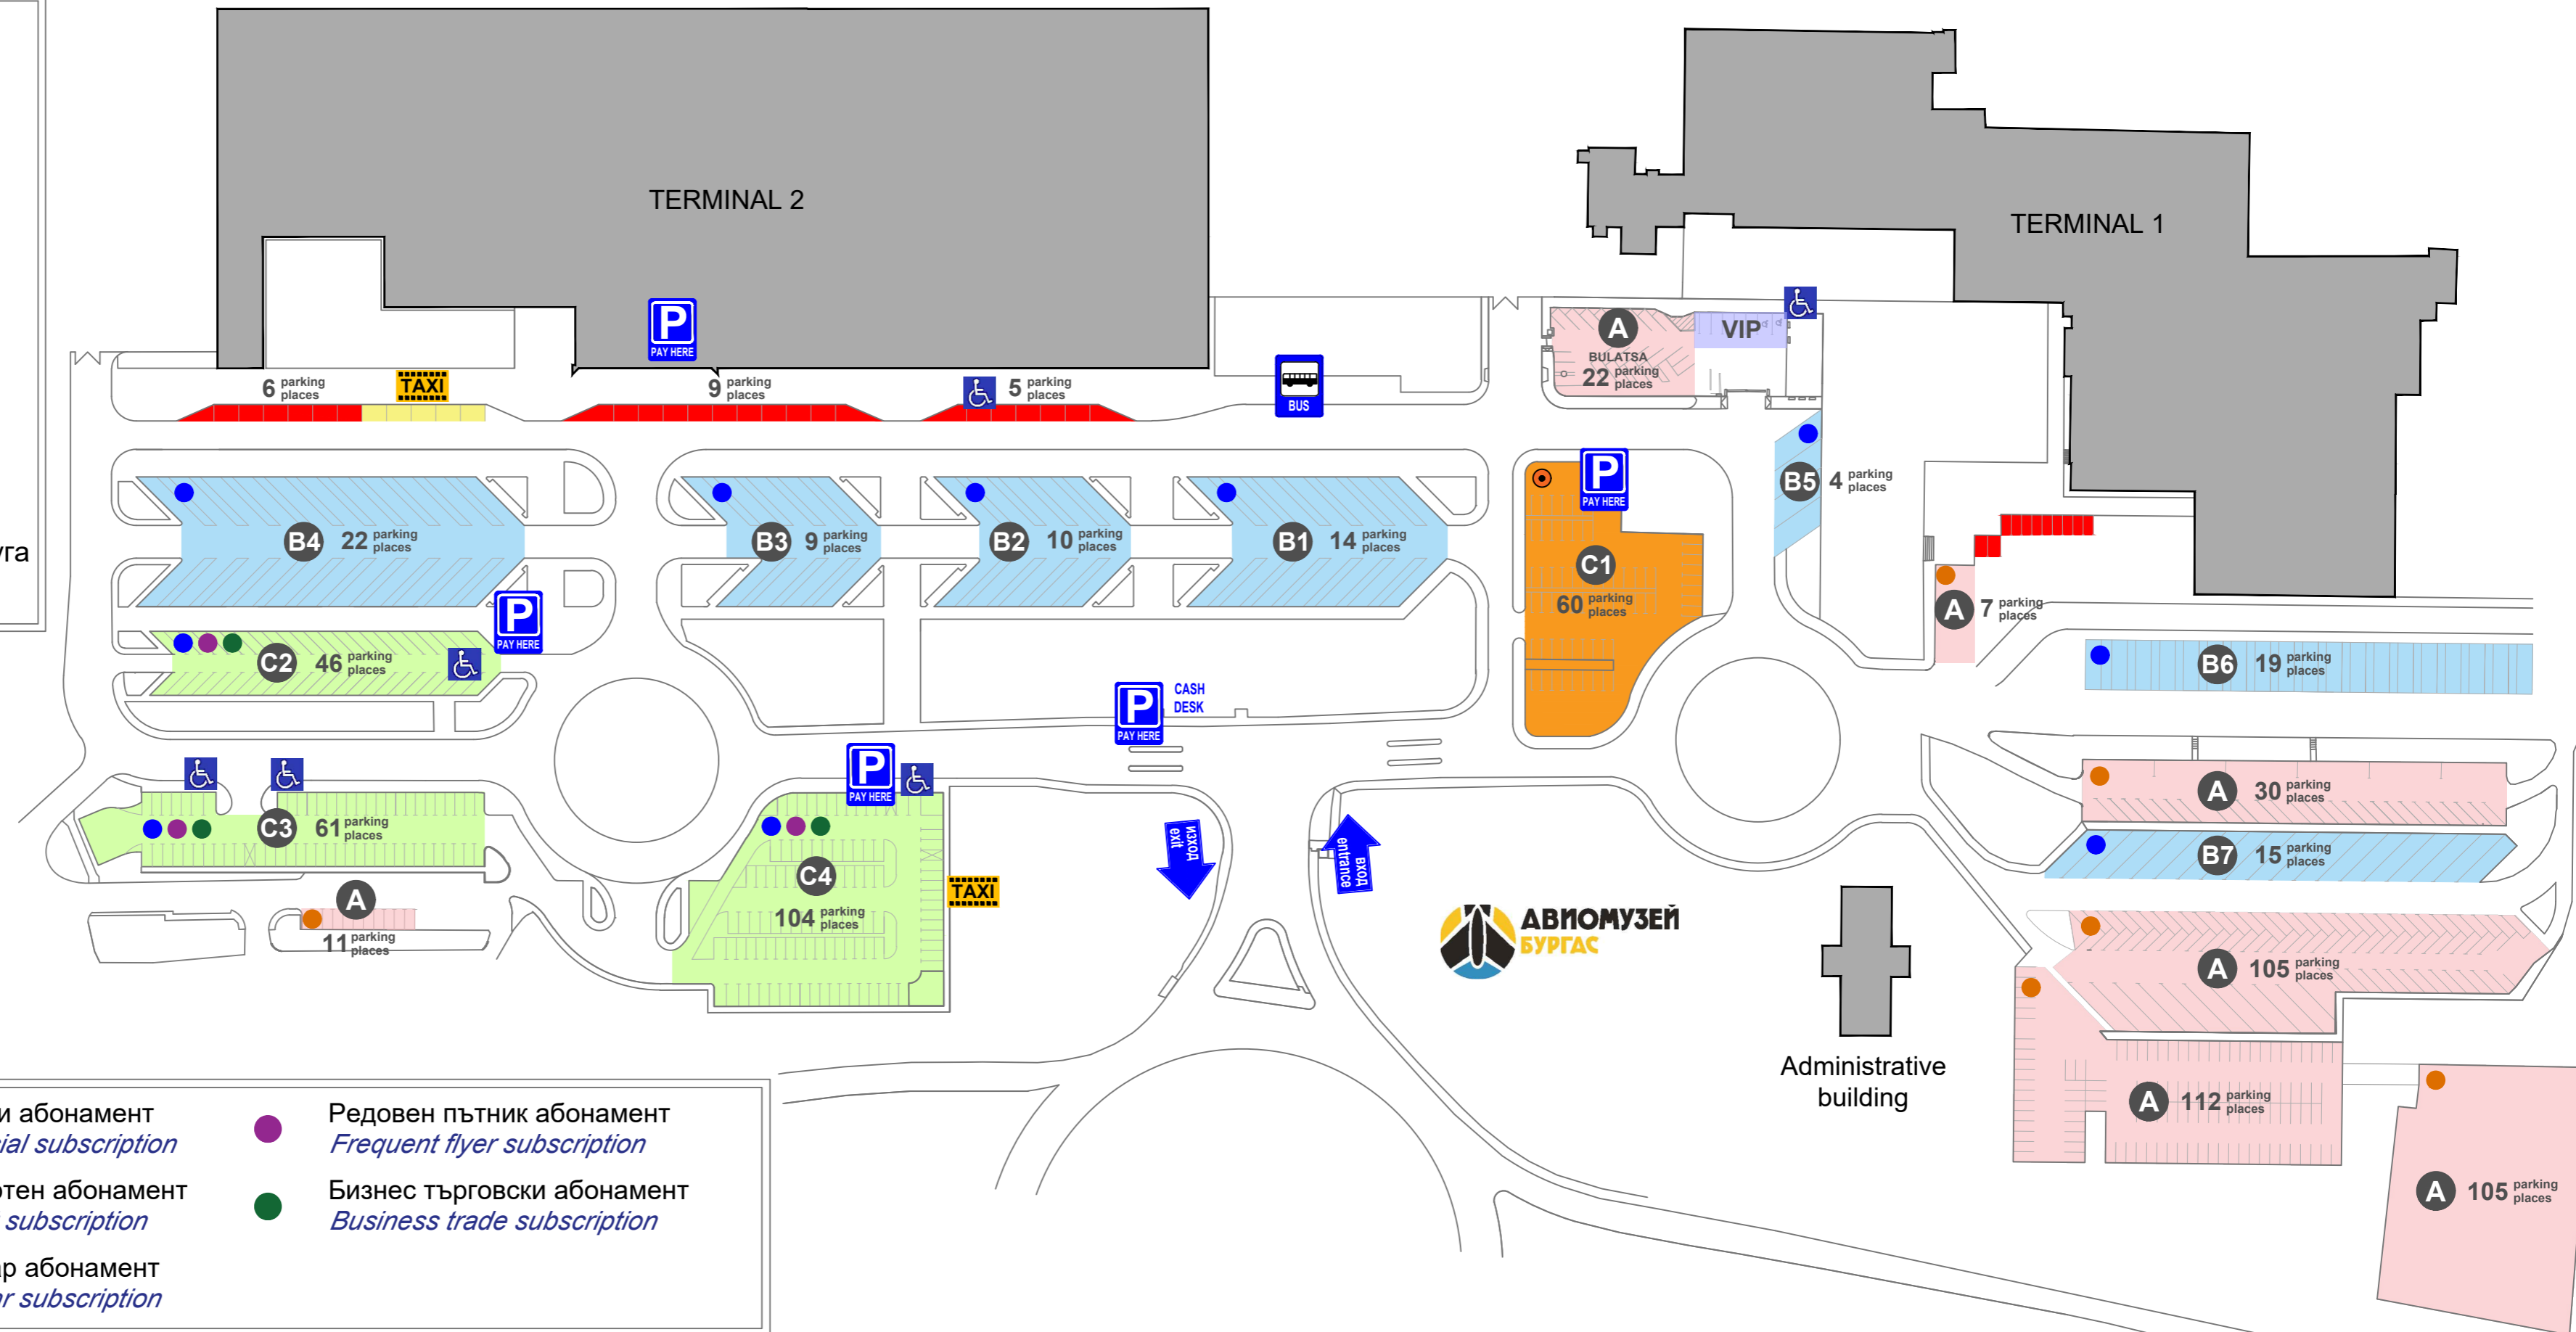 TERMINAL 2
TERMINAL 1
P
PAY HERE
6 parking places
TAXI
9 parking places
5 parking places
BUS
A
BULATSA
22 parking places
VIP
B4 22 parking places
B3 9 parking places
B2 10 parking places
B1 14 parking places
P
PAY HERE
C1
60 parking places
B5 4 parking places
A 7 parking places
P
PAY HERE
C2 46 parking places
B6 19 parking places
P
PAY HERE
CASH
DESK
P
PAY HERE
C3 61 parking places
A
11 parking places
C4
104 parking places
TAXI
изход
exit
вход
entrance
АВИОМУЗЕЙ
БУРГАС
A 30 parking places
B7 15 parking places
A 105 parking places
A 112 parking places
A 105 parking places
Administrative
building
абонамент
subscription
Редовен пътник абонамент
Frequent flyer subscription
абонамент
subscription
Бизнес търговски абонамент
Business trade subscription
абонамент
subscription